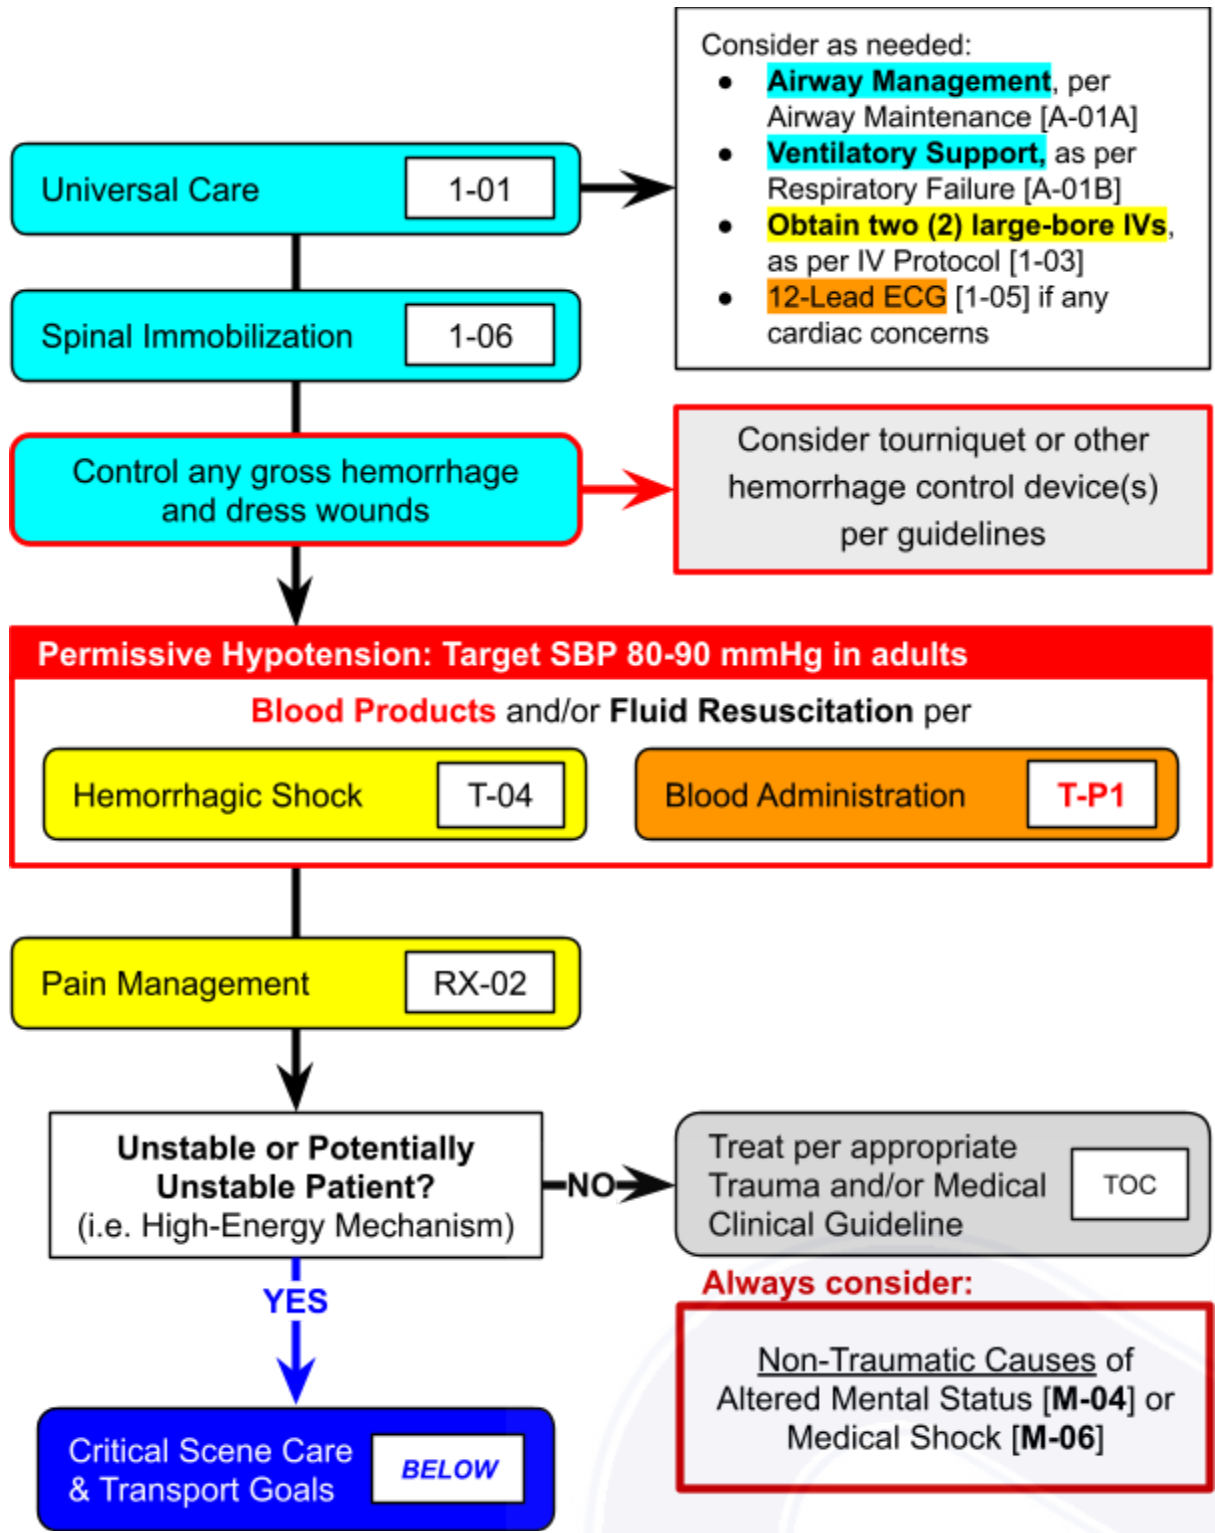 Consider as needed:
● Airway Management, per
Airway Maintenance [A-01A]
● Ventilatory Support, as per
Respiratory Failure [A-01B]
● Obtain two (2) large-bore IVs,
as per IV Protocol [1-03]
● 12-Lead ECG [1-05] if any
cardiac concerns
Universal Care 1-01
Spinal Immobilization 1-06
Control any gross hemorrhage
and dress wounds
Consider tourniquet or other
hemorrhage control device(s)
per guidelines
Permissive Hypotension: Target SBP 80-90 mmHg in adults
Blood Products and/or Fluid Resuscitation per
Hemorrhagic Shock T-04
Blood Administration T-P1
Pain Management RX-02
Unstable or Potentially
Unstable Patient?
(i.e. High-Energy Mechanism)
NO
Treat per appropriate
Trauma and/or Medical
Clinical Guideline
TOC
YES
Always consider:
Non-Traumatic Causes of
Altered Mental Status [M-04] or
Medical Shock [M-06]
Critical Scene Care
& Transport Goals
BELOW